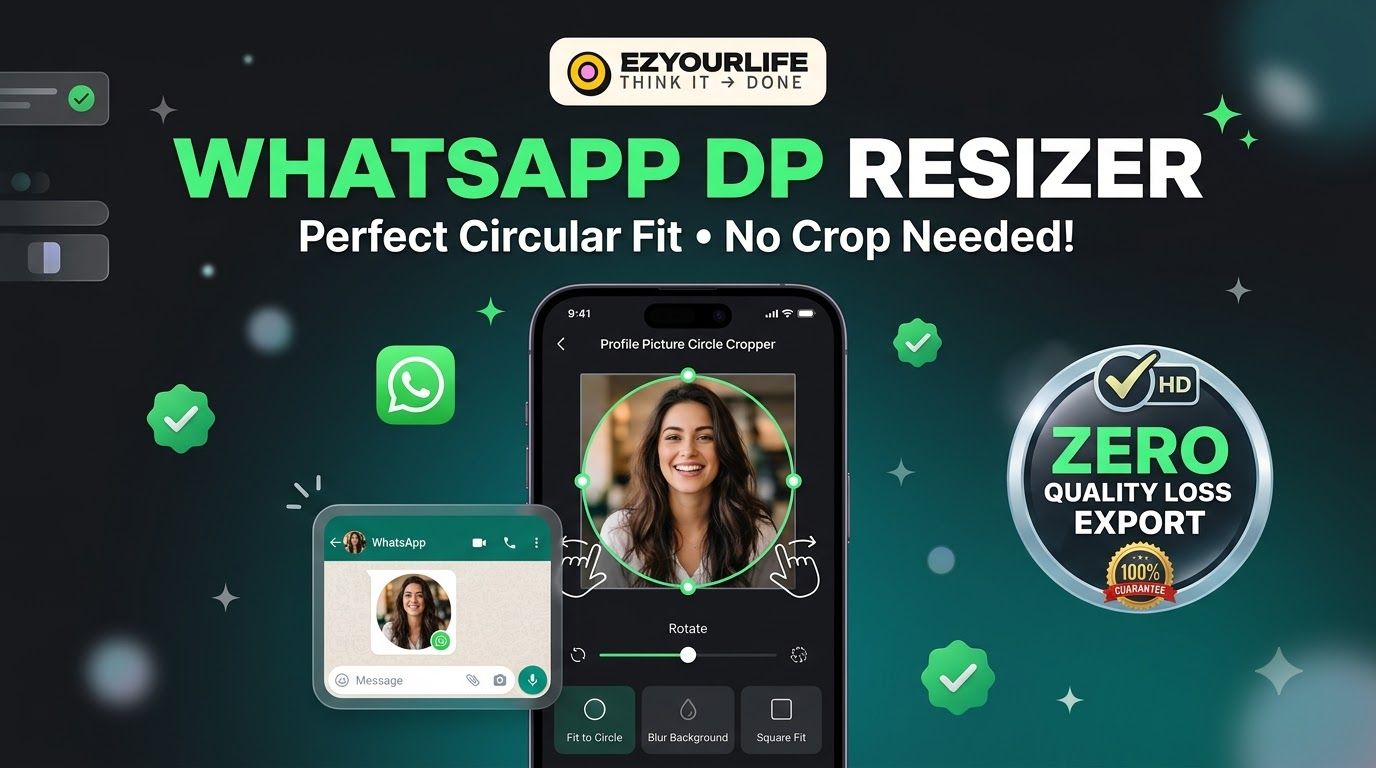 EZYOURLIFE
THINK IT → DONE
WHATSAPP DP RESIZER
Perfect Circular Fit • No Crop Needed!
9:41
Profile Picture Circle Cropper
HD
ZERO
QUALITY LOSS
EXPORT
100%
GUARANTEE
WhatsApp
Message
Rotate
Fit to Circle
Blur Background
Square Fit